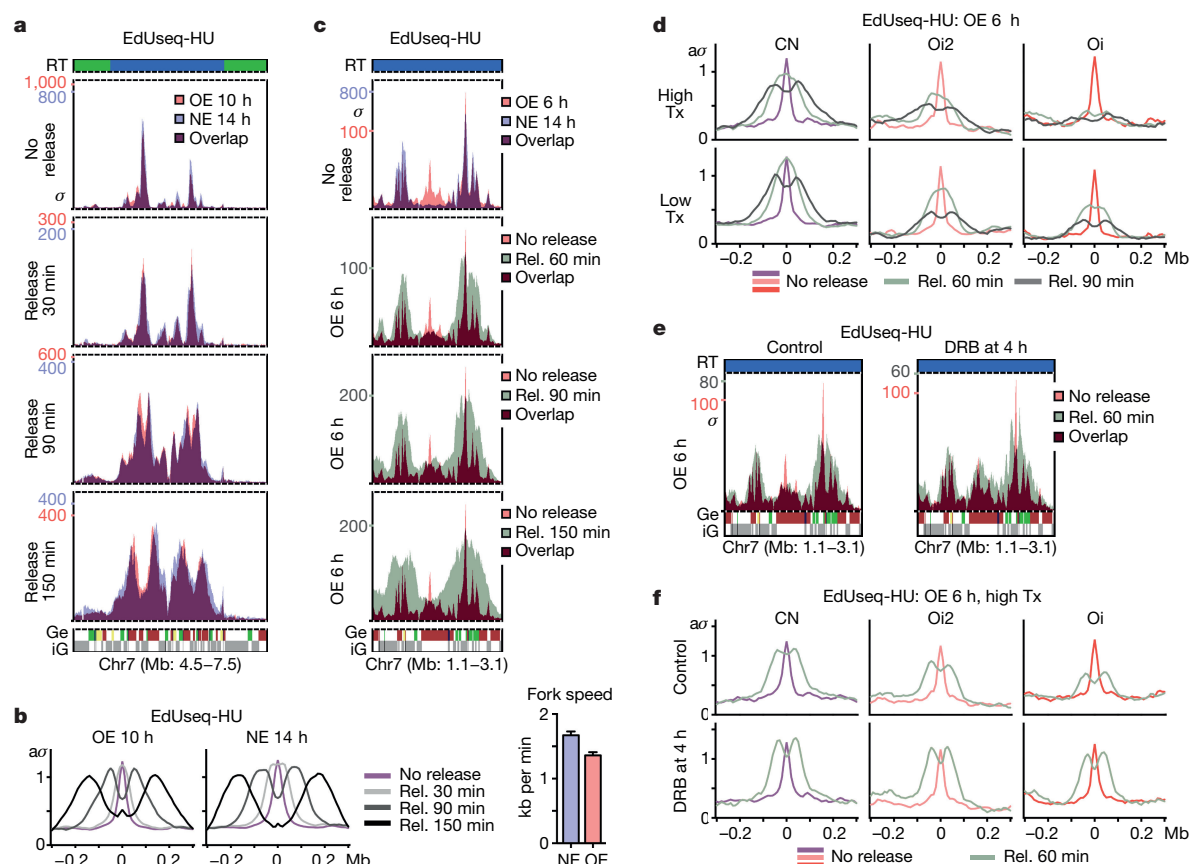 a
EdUseq-HU
RT
1,000
800
No release
σ
OE 10 h
NE 14 h
Overlap
300
200
Release 30 min
600
400
Release 90 min
400
400
Release 150 min
Ge
iG
Chr7 (Mb: 4.5–7.5)
c
EdUseq-HU
RT
800
σ
100
No release
OE 6 h
NE 14 h
Overlap
100
OE 6 h
No release
Rel. 60 min
Overlap
200
OE 6 h
No release
Rel. 90 min
Overlap
200
OE 6 h
No release
Rel. 150 min
Overlap
Ge
iG
Chr7 (Mb: 1.1–3.1)
b
EdUseq-HU
OE 10 h
NE 14 h
aσ
1
0
No release
Rel. 30 min
Rel. 90 min
Rel. 150 min
−0.2 0 0.2
−0.2 0 0.2 Mb
Fork speed
kb per min
2
1
0
NE OE
d
EdUseq-HU: OE 6 h
CN Oi2 Oi
aσ
High Tx
1
0
Low Tx
1
0
−0.2 0 0.2
−0.2 0 0.2
−0.2 0 0.2 Mb
No release
Rel. 60 min
Rel. 90 min
e
EdUseq-HU
Control
DRB at 4 h
RT
80
100
σ
60
100
OE 6 h
No release
Rel. 60 min
Overlap
Ge
iG
Chr7 (Mb: 1.1–3.1)
Chr7 (Mb: 1.1–3.1)
f
EdUseq-HU: OE 6 h, high Tx
CN Oi2 Oi
aσ
Control
1
0
DRB at 4 h
1
0
−0.2 0 0.2
−0.2 0 0.2
−0.2 0 0.2 Mb
No release
Rel. 60 min